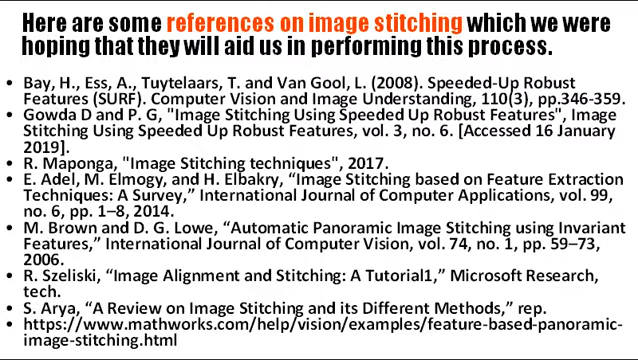 Here are some references on image stitching which we were
hoping that they will aid us in performing this process.
• Bay, H., Ess, A., Tuytelaars, T. and Van Gool, L. (2008). Speeded-Up Robust
Features (SURF). Computer Vision and Image Understanding, 110(3), pp.346-359.
• Gowda D and P. G, "Image Stitching Using Speeded Up Robust Features", Image
Stitching Using Speeded Up Robust Features, vol. 3, no. 6. [Accessed 16 January
2019].
• R. Maponga, "Image Stitching techniques", 2017.
• E. Adel, M. Elmogy, and H. Elbakry, “Image Stitching based on Feature Extraction
Techniques: A Survey,” International Journal of Computer Applications, vol. 99,
no. 6, pp. 1–8, 2014.
• M. Brown and D. G. Lowe, “Automatic Panoramic Image Stitching using Invariant
Features,” International Journal of Computer Vision, vol. 74, no. 1, pp. 59–73,
2006.
• R. Szeliski, “Image Alignment and Stitching: A Tutorial1,” Microsoft Research,
tech.
• S. Arya, “A Review on Image Stitching and its Different Methods,” rep.
• https://www.mathworks.com/help/vision/examples/feature-based-panoramic-
image-stitching.html